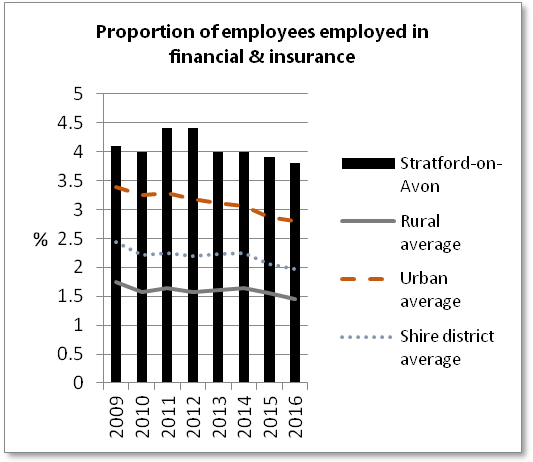 Proportion of employees employed in
financial & insurance
5
4.5
4
3.5
3
2.5
2
1.5
1
0.5
0
%
2009
2010
2011
2012
2013
2014
2015
2016
Stratford-on-
Avon
Rural
average
Urban
average
Shire district
average